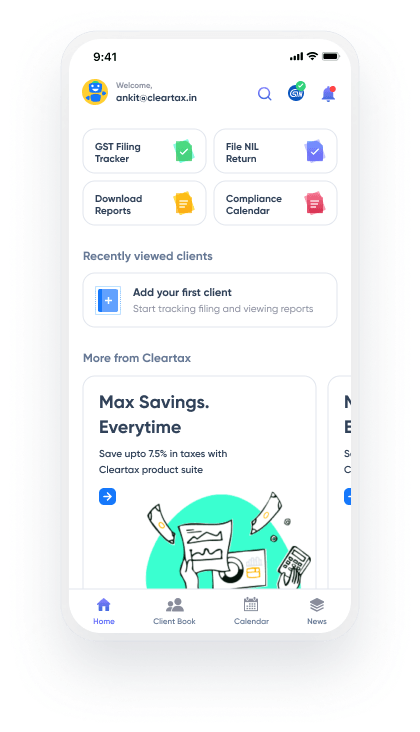 9:41
Welcome,
ankit@cleartax.in
GSTN
GST Filing
Tracker
File NIL
Return
Download
Reports
Compliance
Calendar
Recently viewed clients
Add your first client
Start tracking filing and viewing reports
More from Cleartax
Max Savings.
Everytime
Save upto 7.5% in taxes with
Cleartax product suite
Home
Client Book
Calendar
News